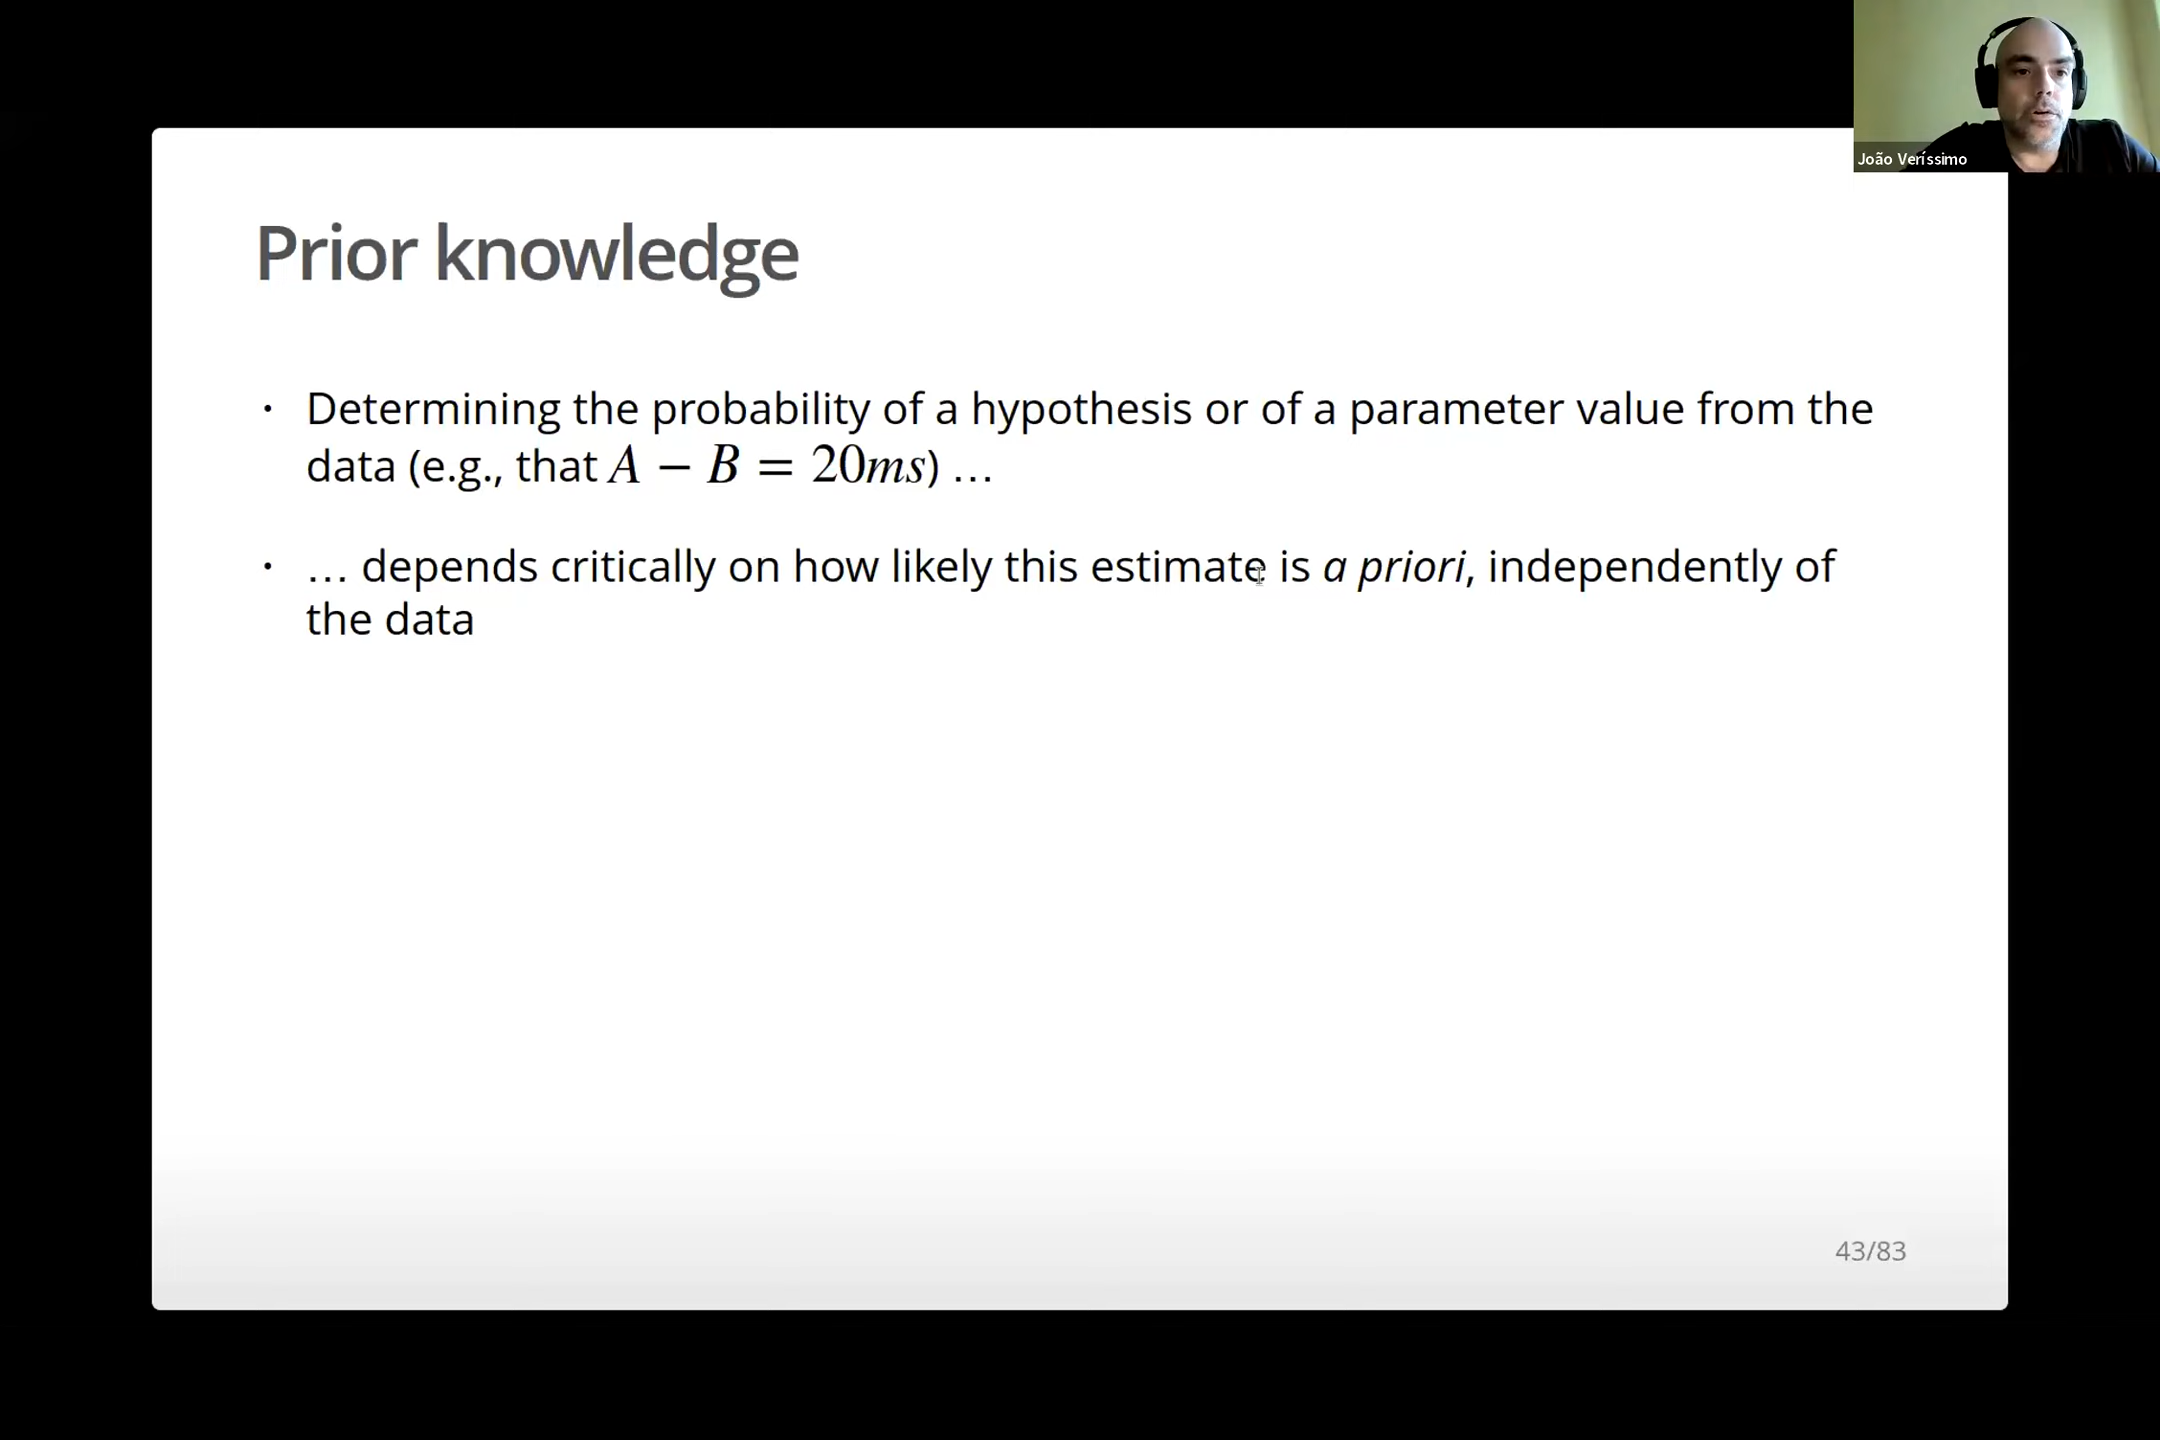 João Veríssimo
Prior knowledge
• Determining the probability of a hypothesis or of a parameter value from the
data (e.g., that A − B = 20ms) …
• … depends critically on how likely this estimate is a priori, independently of
the data
43/83